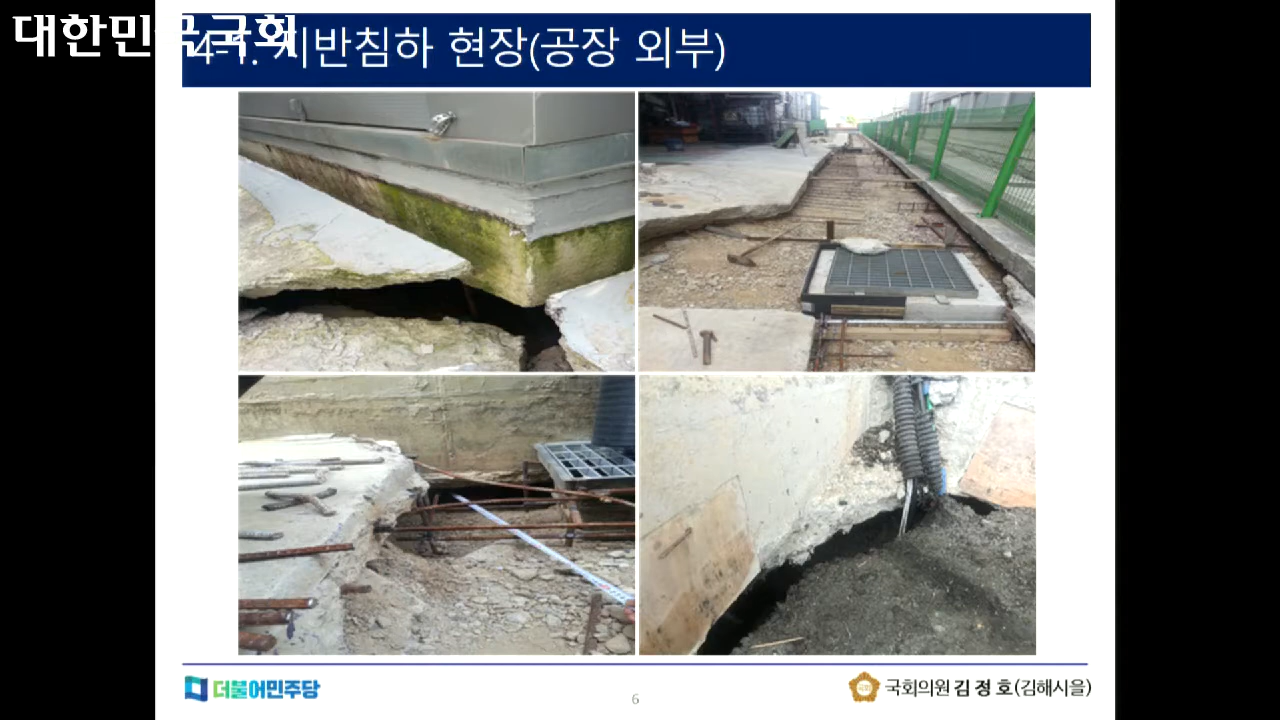 대한민국국회
4-1. 지반침하 현장(공장 외부)
더불어민주당
6
국회의원 김정호(김해시을)